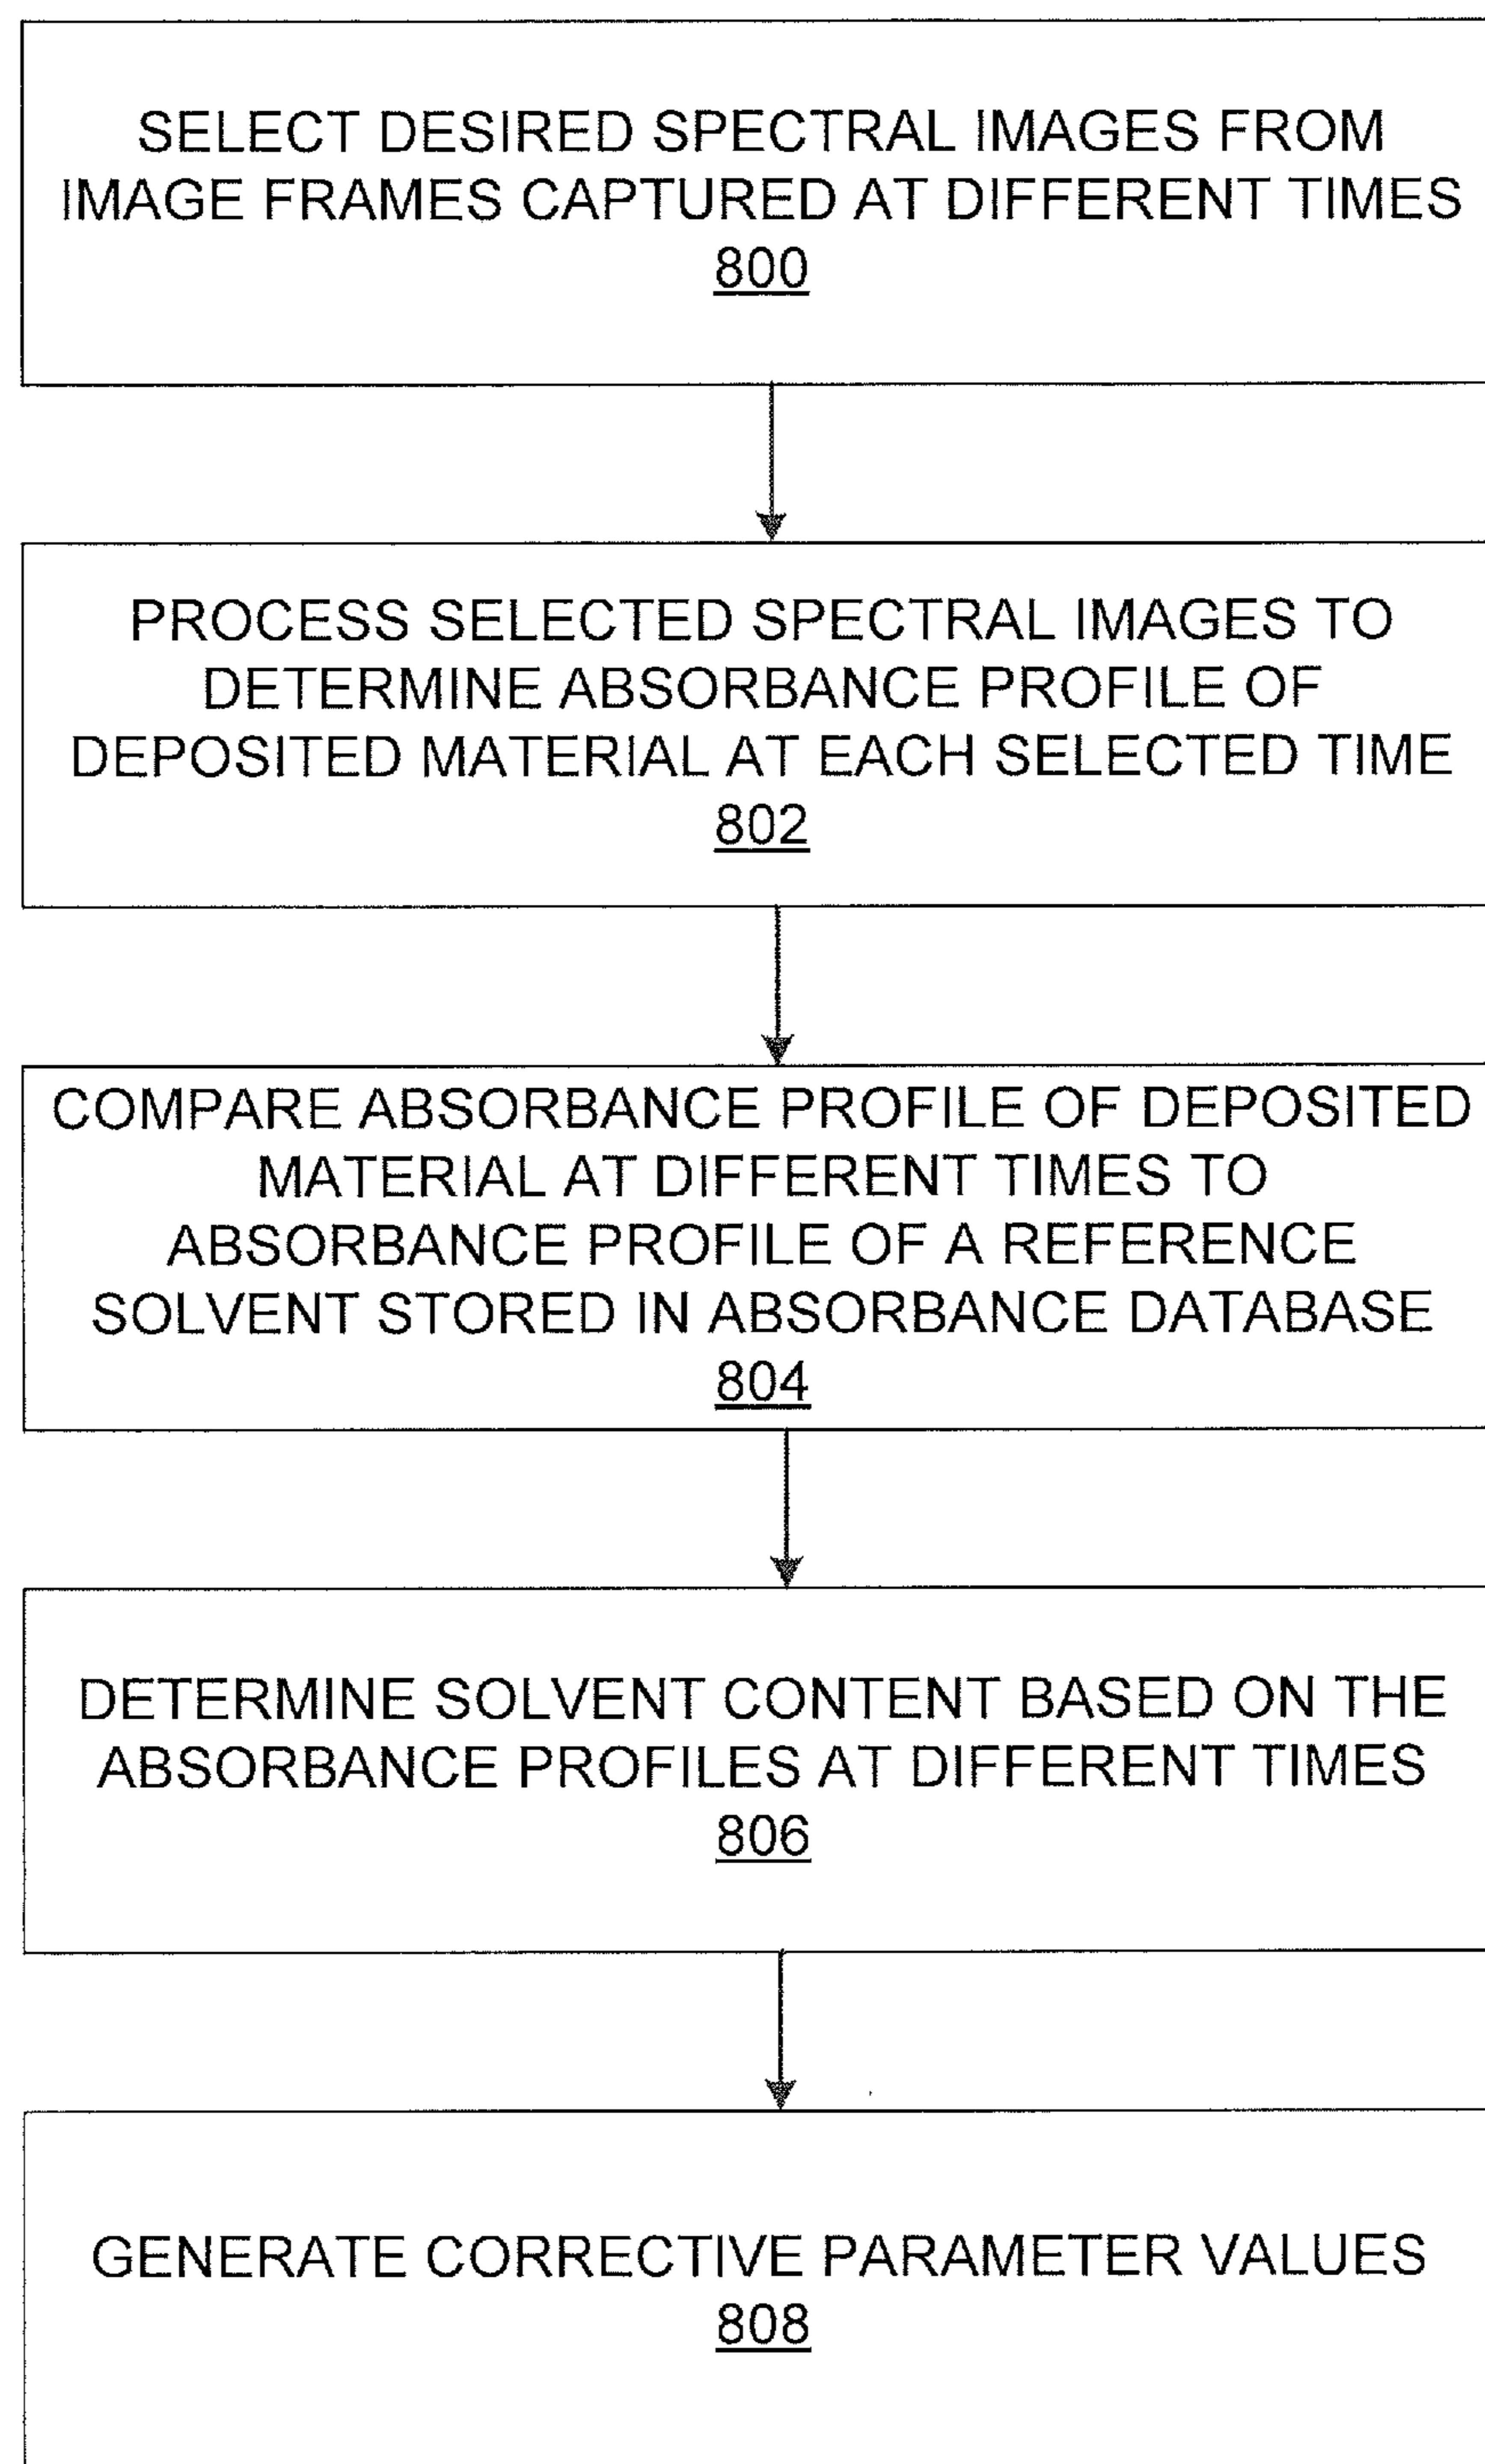 SELECT DESIRED SPECTRAL IMAGES FROM
IMAGE FRAMES CAPTURED AT DIFFERENT TIMES
800
PROCESS SELECTED SPECTRAL IMAGES TO
DETERMINE ABSORBANCE PROFILE OF
DEPOSITED MATERIAL AT EACH SELECTED TIME
802
COMPARE ABSORBANCE PROFILE OF DEPOSITED
MATERIAL AT DIFFERENT TIMES TO
ABSORBANCE PROFILE OF A REFERENCE
SOLVENT STORED IN ABSORBANCE DATABASE
804
DETERMINE SOLVENT CONTENT BASED ON THE
ABSORBANCE PROFILES AT DIFFERENT TIMES
806
GENERATE CORRECTIVE PARAMETER VALUES
808